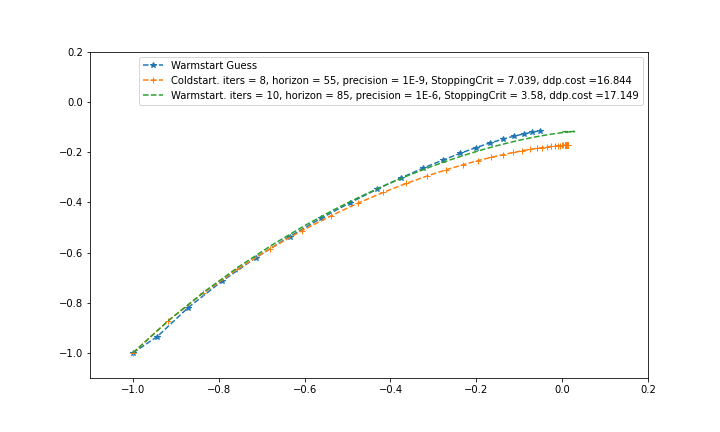 0.2
0.0
−0.2
−0.4
−0.6
−0.8
−1.0
Warmstart Guess
Coldstart. iters = 8, horizon = 55, precision = 1E-9, StoppingCrit = 7.039, ddp.cost =16.844
Warmstart. iters = 10, horizon = 85, precision = 1E-6, StoppingCrit = 3.58, ddp.cost =17.149
−1.0 −0.8 −0.6 −0.4 −0.2 0.0 0.2